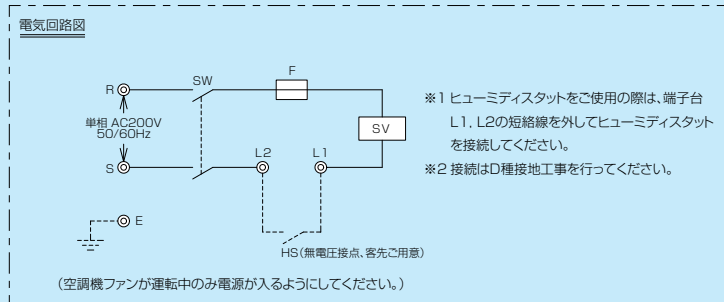 電気回路図
SW
F
R
単相 AC200V
50/60Hz
SV
S
L2
L1
E
HS(無電圧接点、客先ご用意)
(空調機ファンが運転中のみ電源が入るようにしてください。)
※1 ヒューミディスタットをご使用の際は、端子台
L1, L2の短絡線を外してヒューミディスタット
を接続してください。
※2 接続はD種接地工事を行ってください。